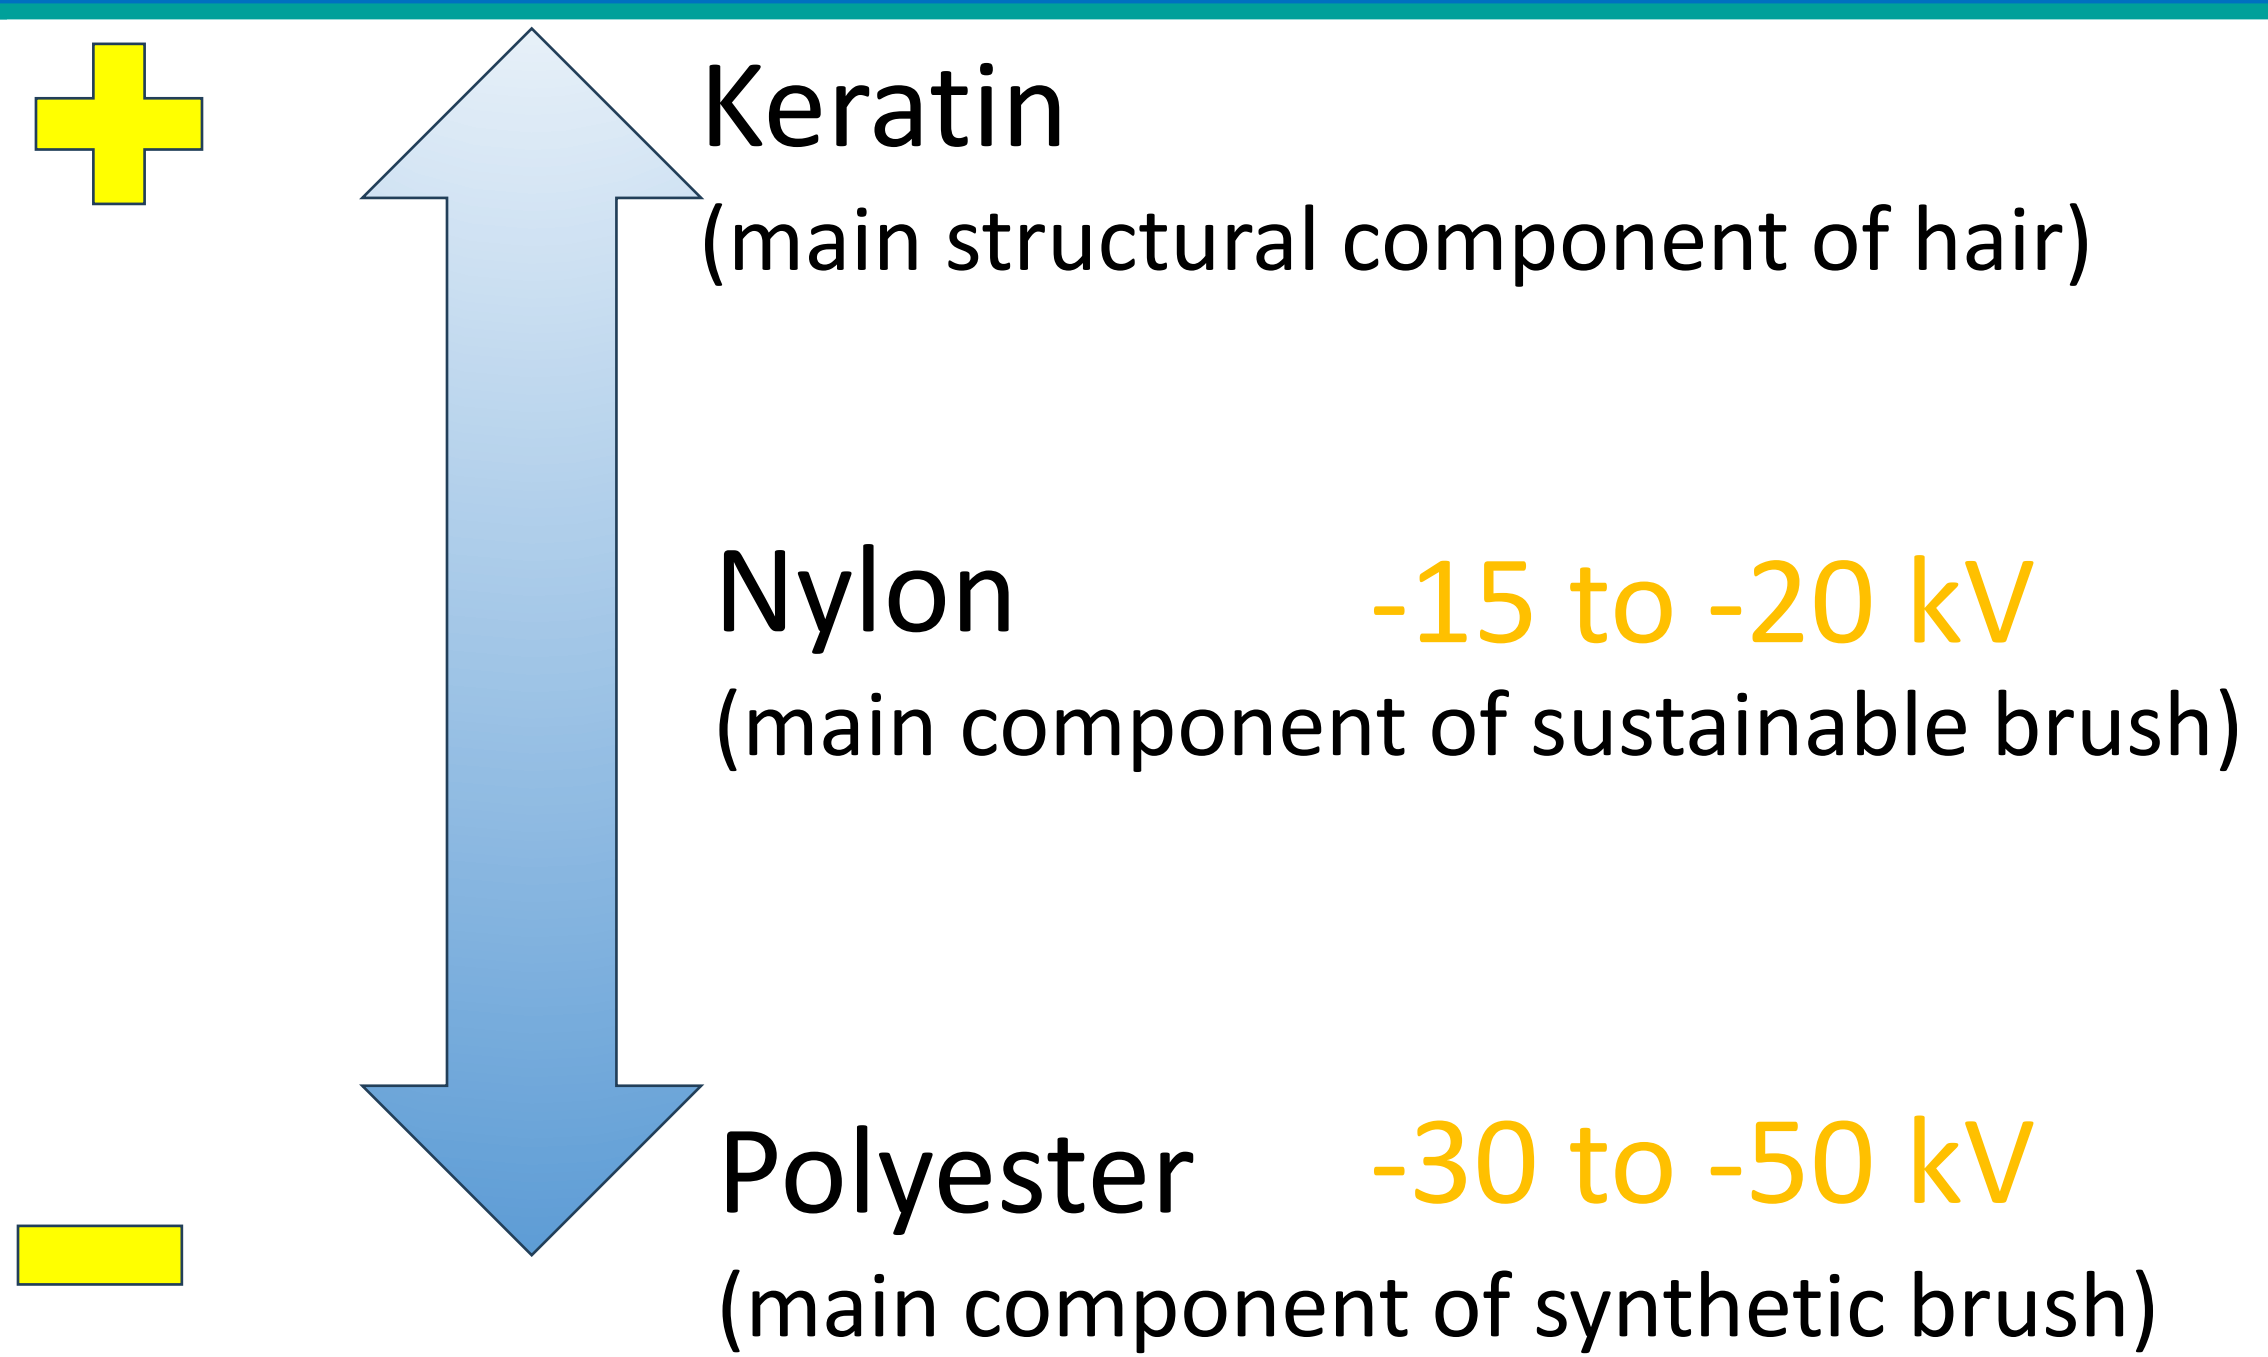 Keratin
(main structural component of hair)
Nylon -15 to -20 kV
(main component of sustainable brush)
Polyester -30 to -50 kV
(main component of synthetic brush)